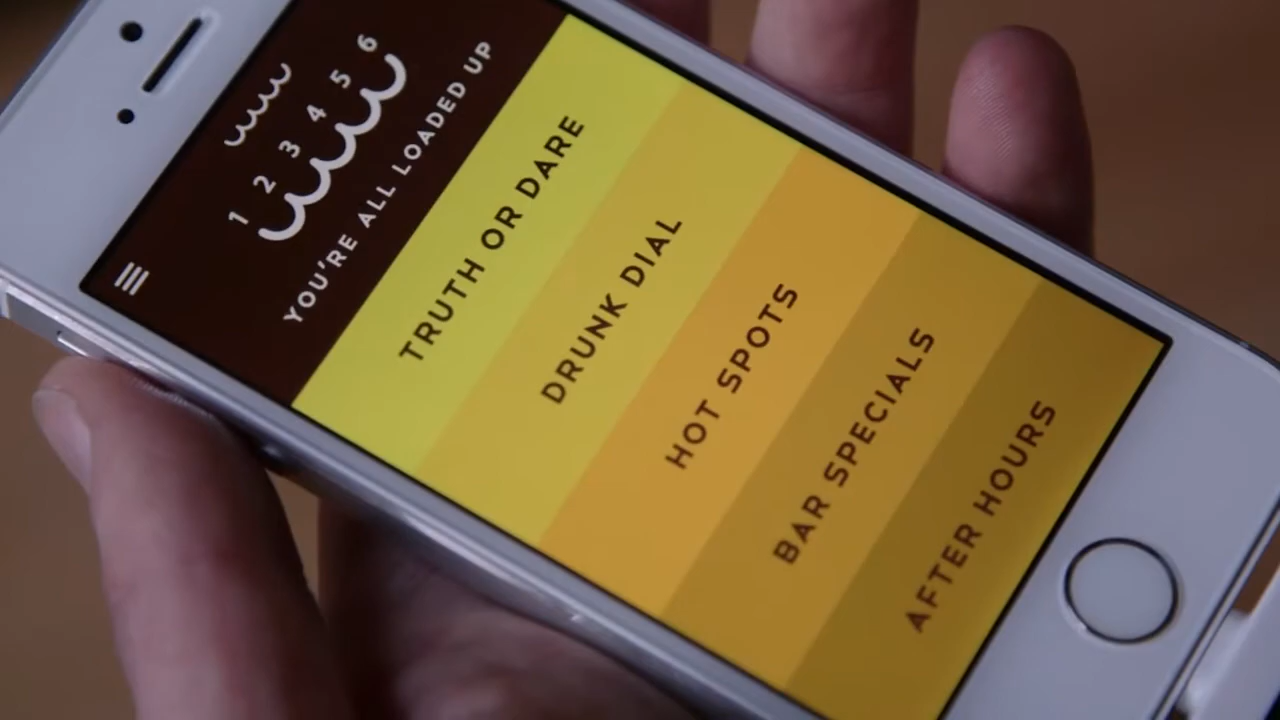 1 2 3 4 5 6
YOU'RE ALL LOADED UP
TRUTH OR DARE
DRUNK DIAL
HOT SPOTS
BAR SPECIALS
AFTER HOURS